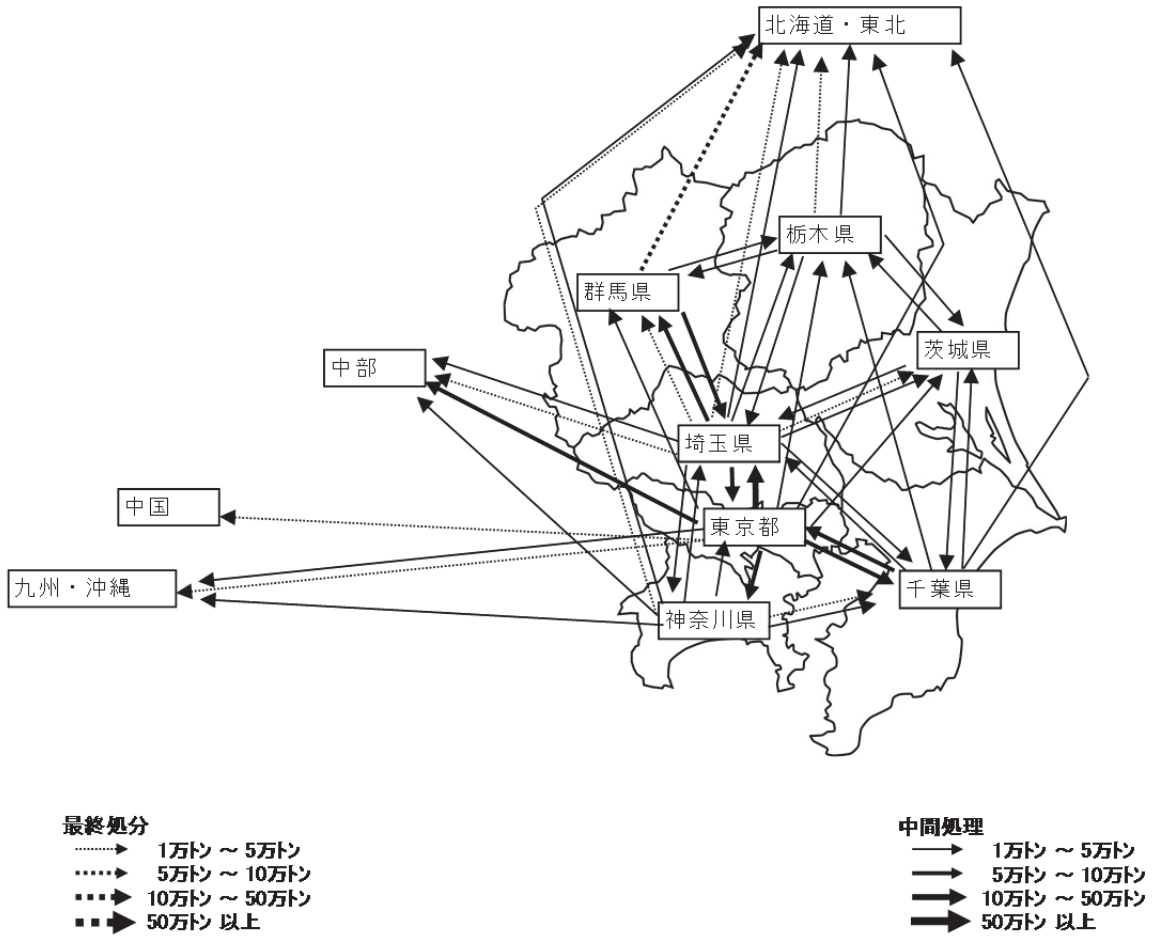 北海道・東北
栃木県
群馬県
茨城県
中部
埼玉県
中国
東京都
九州・沖縄
千葉県
神奈川県
最終処分
1万トン ～ 5万トン
5万トン ～ 10万トン
10万トン ～ 50万トン
50万トン 以上
中間処理
1万トン ～ 5万トン
5万トン ～ 10万トン
10万トン ～ 50万トン
50万トン 以上